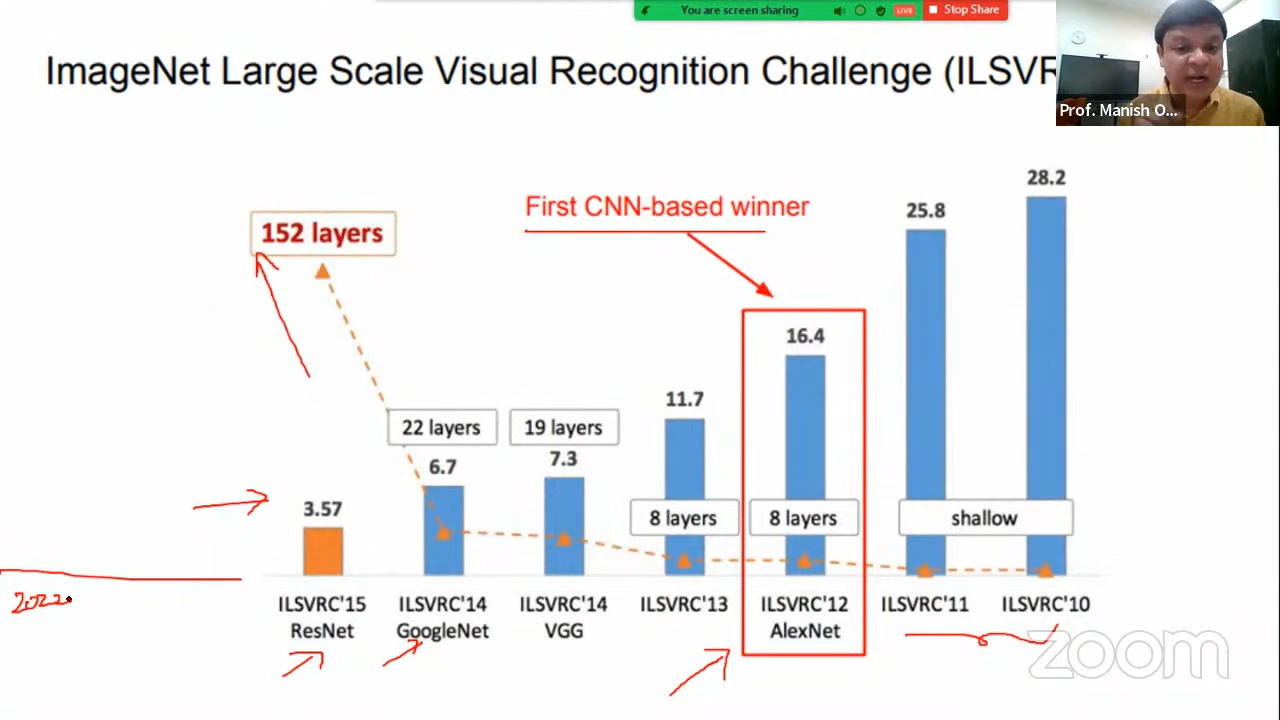 You are screen sharing LIVE Stop Share
ImageNet Large Scale Visual Recognition Challenge (ILSVR
Prof. Manish O...
28.2
25.8
First CNN-based winner
152 layers
16.4
11.7
22 layers 19 layers
6.7 7.3
3.57
8 layers 8 layers shallow
ILSVRC'15 ILSVRC'14 ILSVRC'14 ILSVRC'13 ILSVRC'12 ILSVRC'11 ILSVRC'10
ResNet GoogleNet VGG AlexNet
2022
zoom